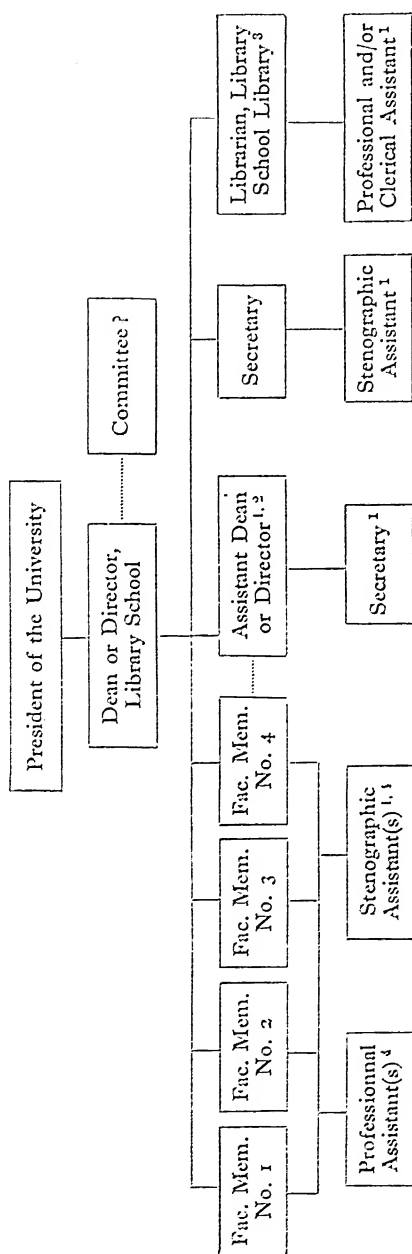 President of the University
Dean or Director,
Library School
Committee?
Fac. Mem.
No. 1
Fac. Mem.
No. 2
Fac. Mem.
No. 3
Fac. Mem.
No. 4
Assistant Dean
or Director 1, 2
Secretary
Librarian, Library
School Library 3
Professionnal
Assistant(s) 4
Stenographic
Assistant(s) 1,
Secretary 1
Stenographic
Assistant 1
Professional and/or
Clerical Assistant 1